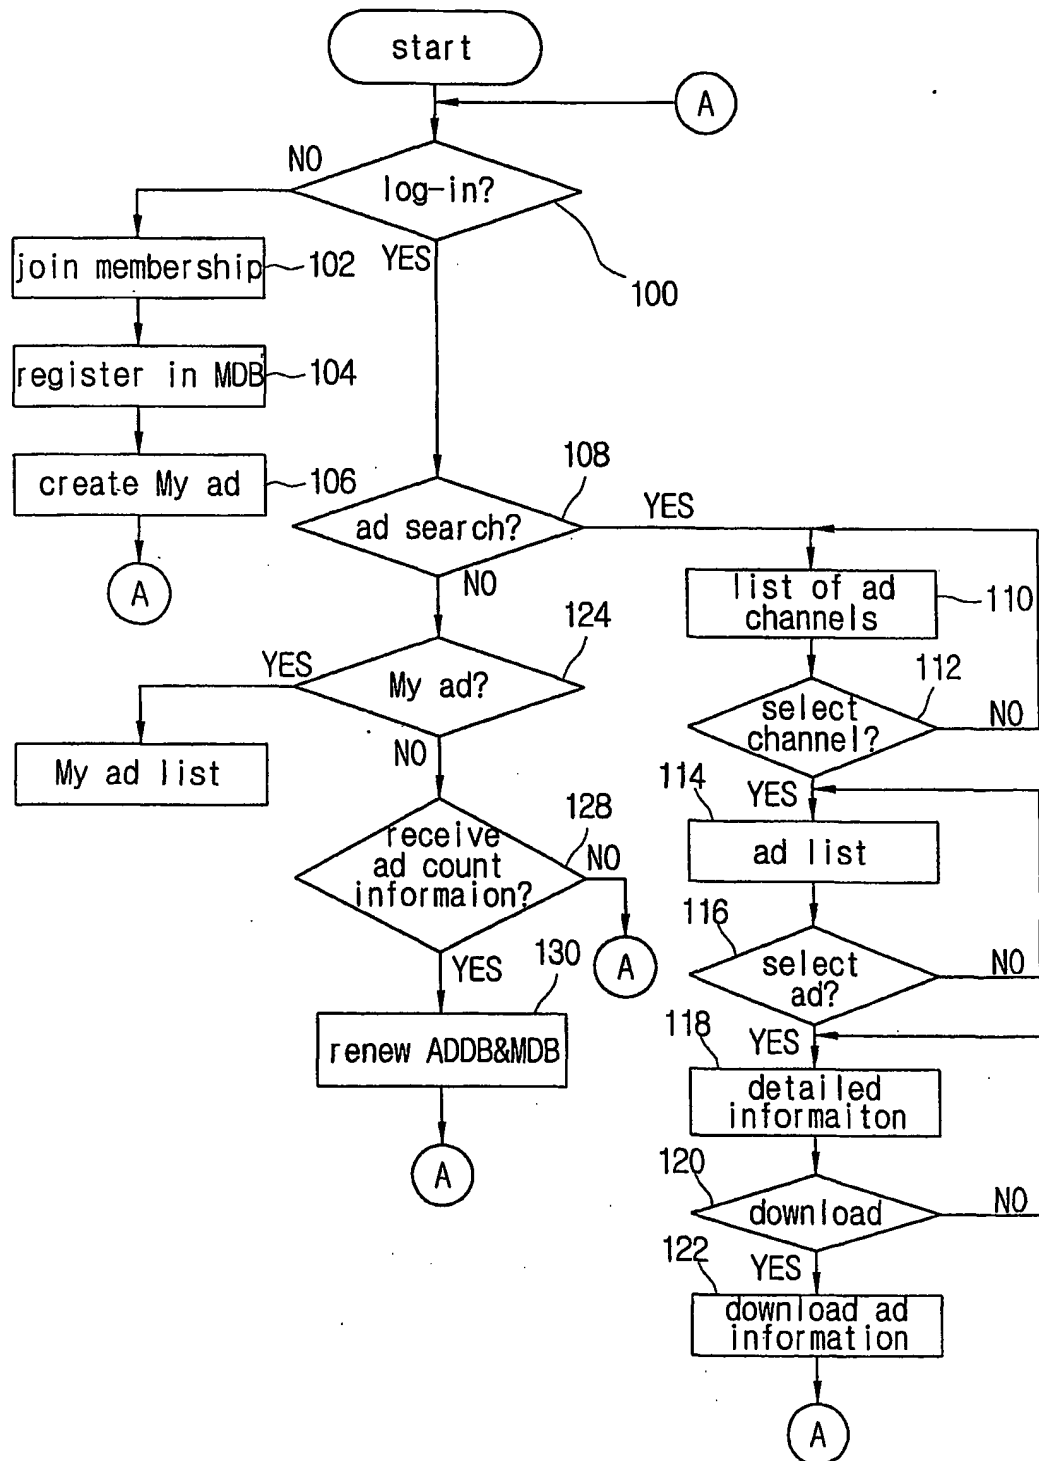 start
A
NO
log-in?
YES
100
join membership
102
register in MDB
104
create My ad
106
A
108
ad search?
YES
NO
list of ad
channels
110
124
YES
My ad?
NO
My ad list
112
select
channel?
NO
YES
114
ad list
receive
ad count
informaion?
128
NO
A
YES
130
renew ADDB&MDB
A
116
select
ad?
NO
YES
118
detailed
informaiton
120
download
NO
YES
122
download ad
information
A